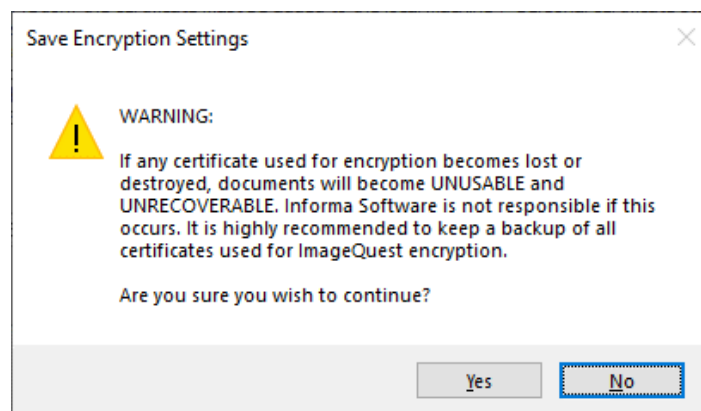 Save Encryption Settings
WARNING:
If any certificate used for encryption becomes lost or
destroyed, documents will become UNUSABLE and
UNRECOVERABLE. Informa Software is not responsible if this
occurs. It is highly recommended to keep a backup of all
certificates used for ImageQuest encryption.
Are you sure you wish to continue?
Yes
No